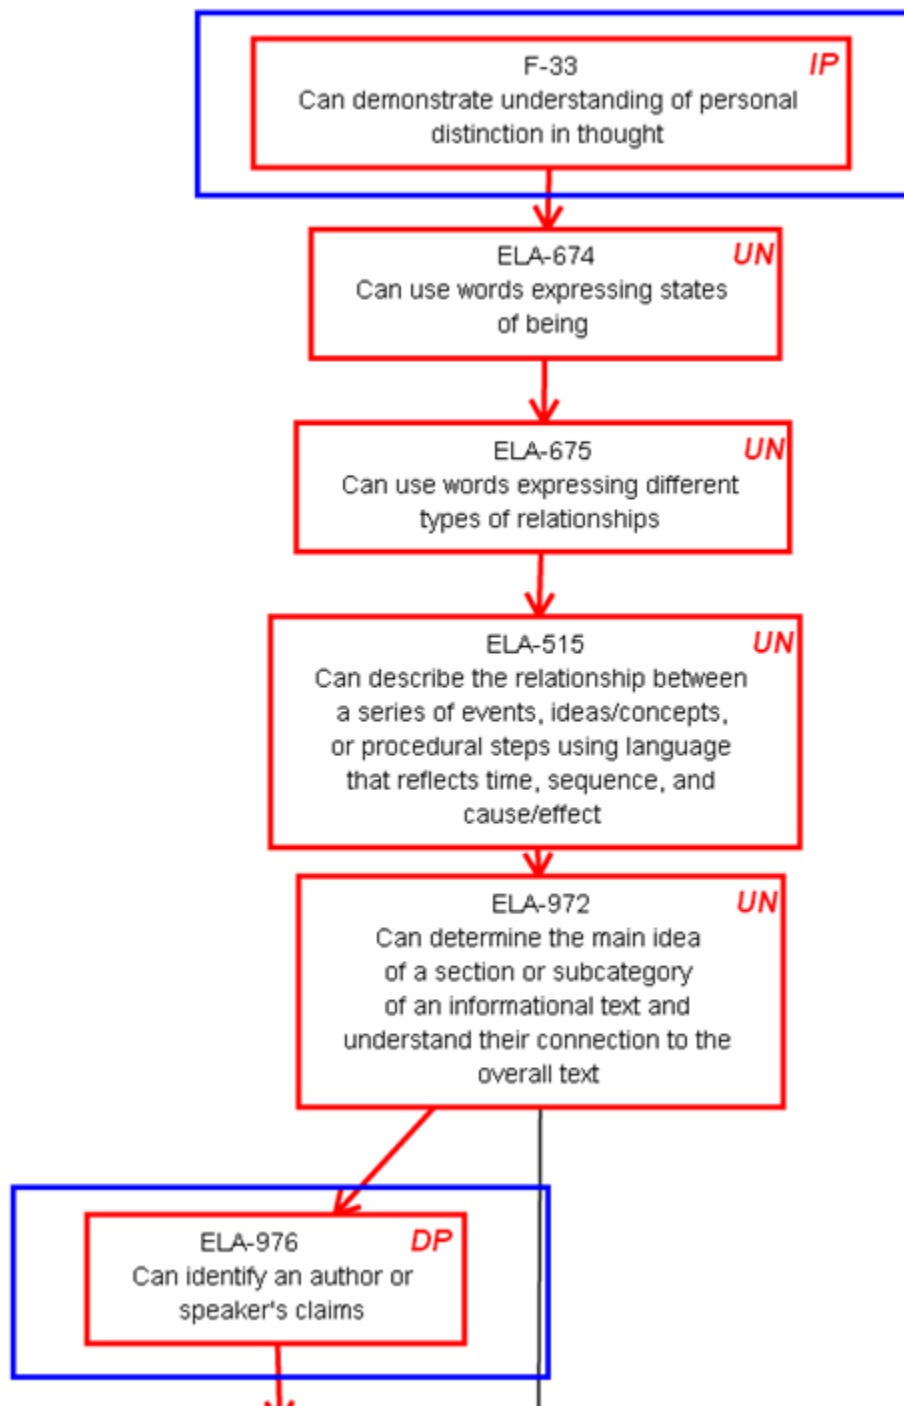 F-33
IP
Can demonstrate understanding of personal
distinction in thought
ELA-674
UN
Can use words expressing states
of being
ELA-675
UN
Can use words expressing different
types of relationships
ELA-515
UN
Can describe the relationship between
a series of events, ideas/concepts,
or procedural steps using language
that reflects time, sequence, and
cause/effect
ELA-972
UN
Can determine the main idea
of a section or subcategory
of an informational text and
understand their connection to the
overall text
ELA-976
DP
Can identify an author or
speaker's claims